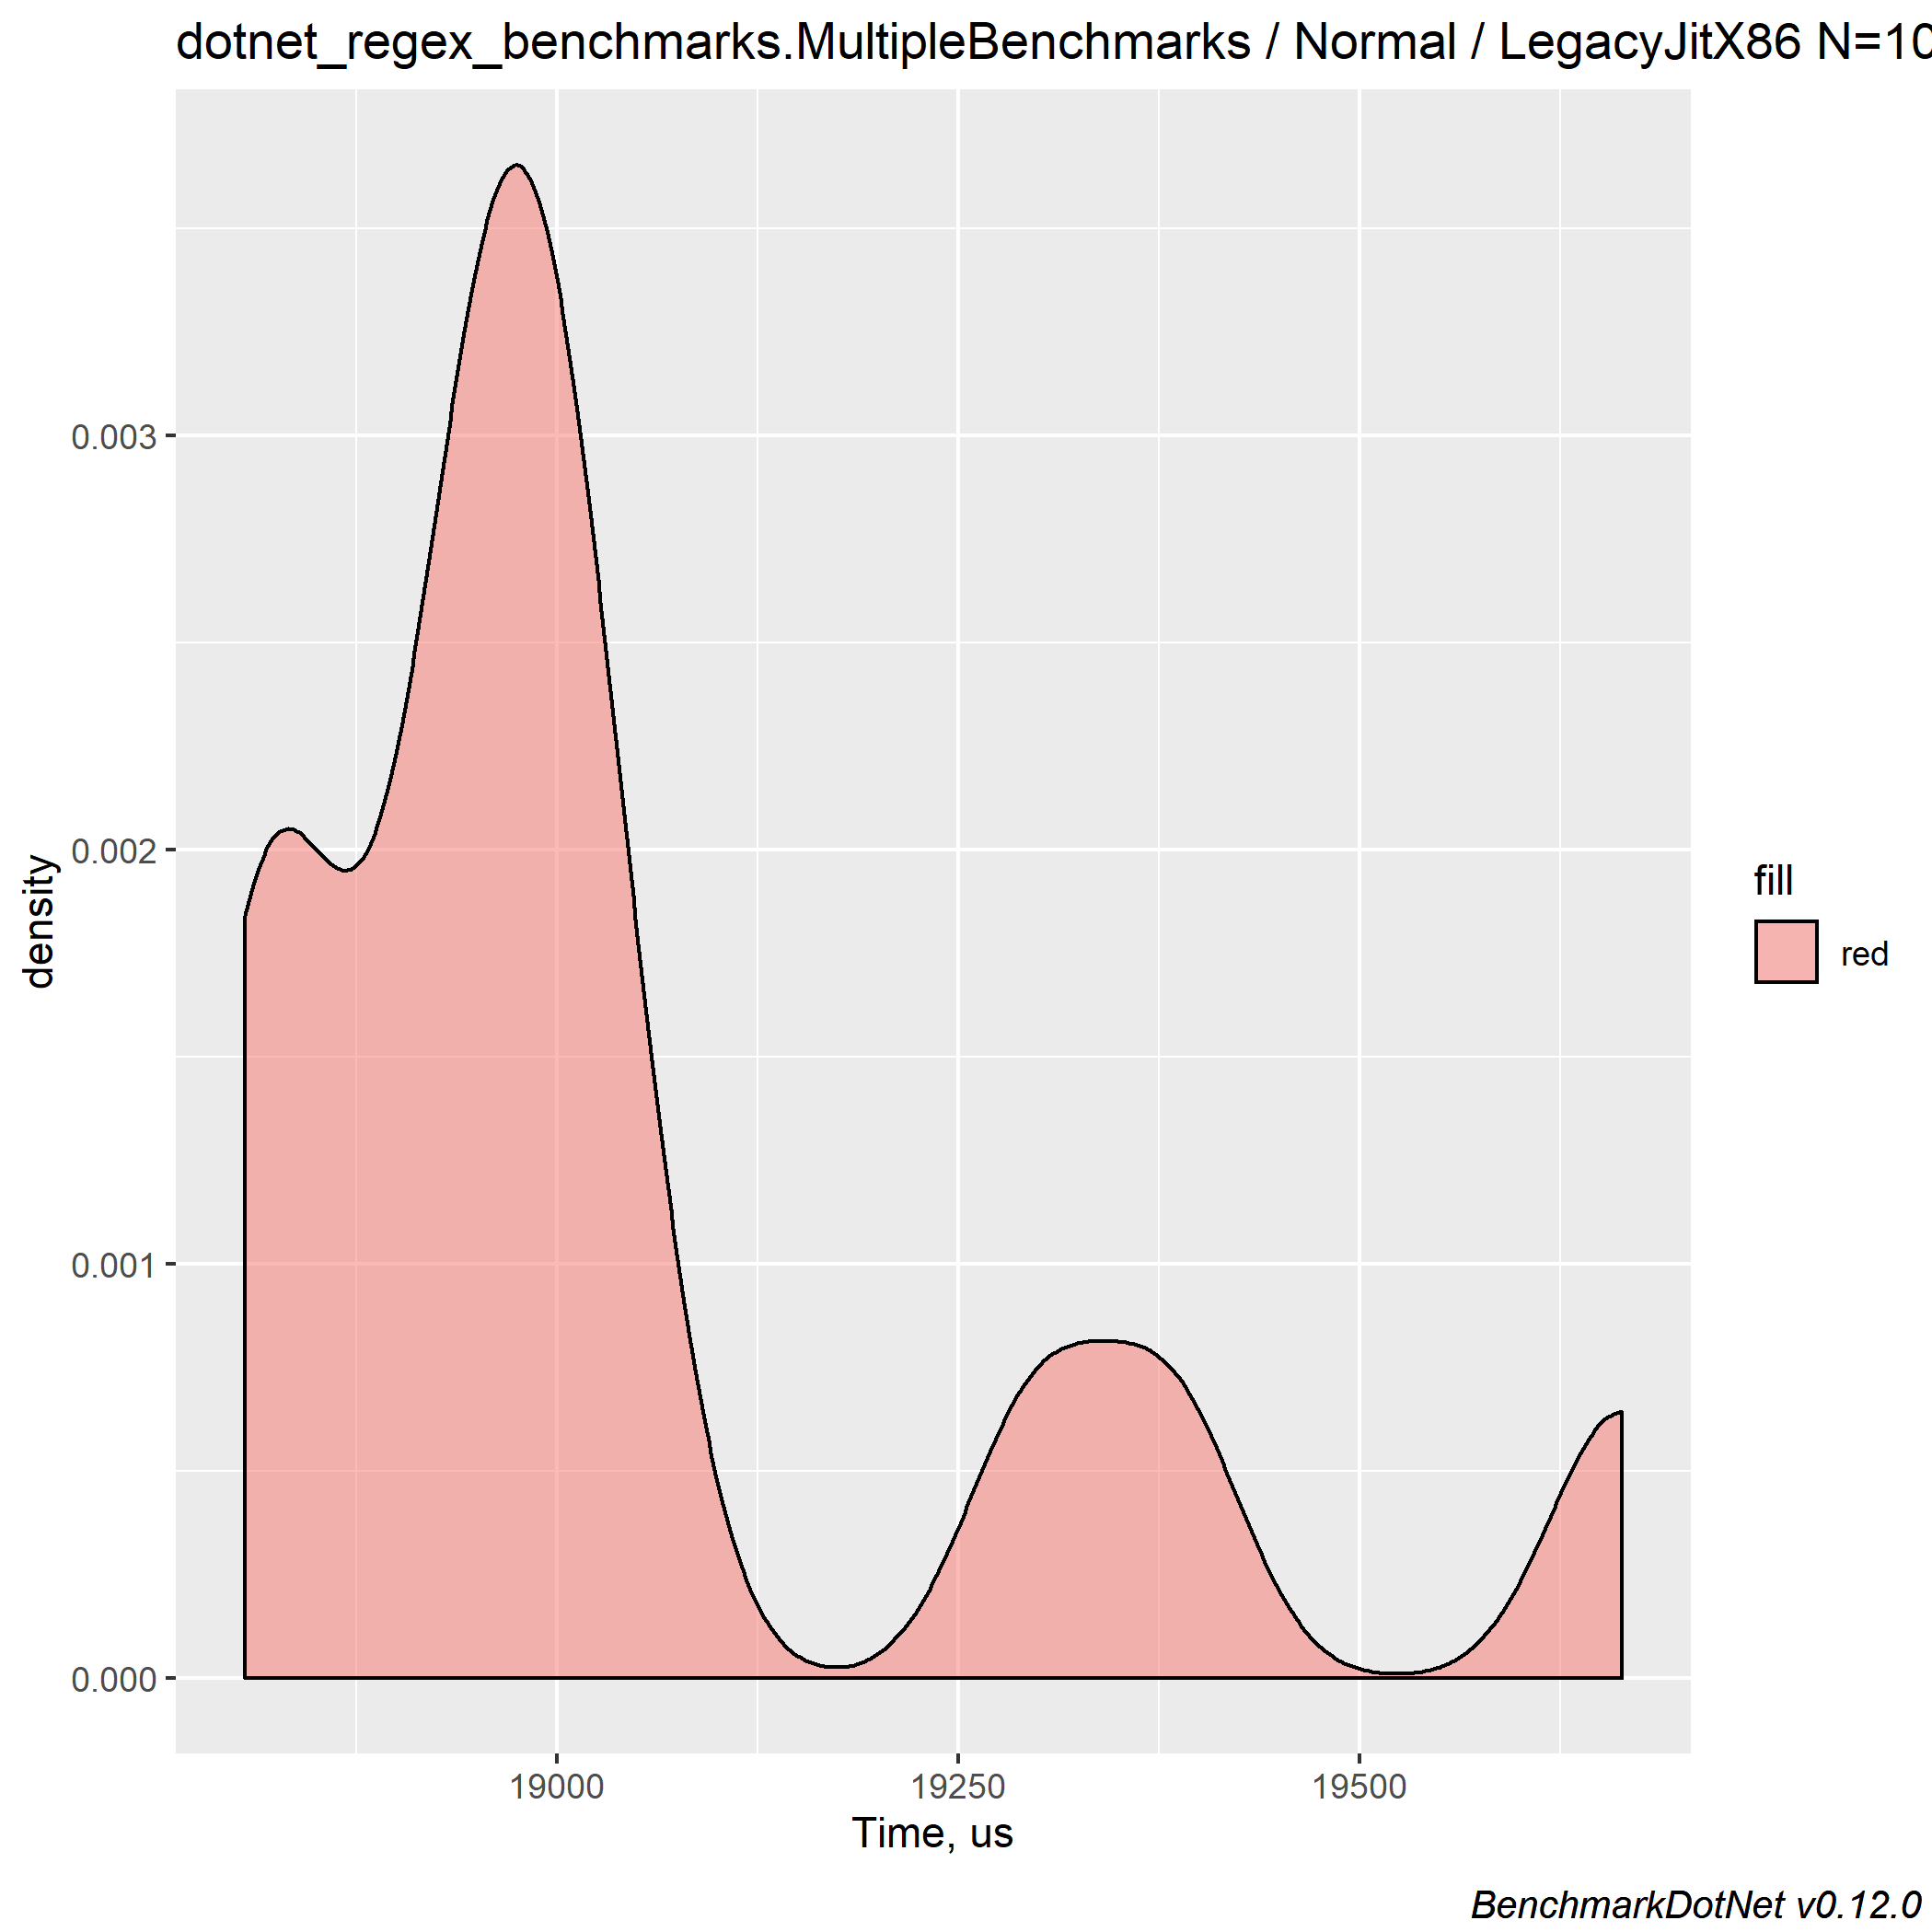 dotnet_regex_benchmarks.MultipleBenchmarks / Normal / LegacyJitX86 N=10
0.003
0.002
0.001
0.000
density
19000 19250 19500
Time, us
fill
red
BenchmarkDotNet v0.12.0